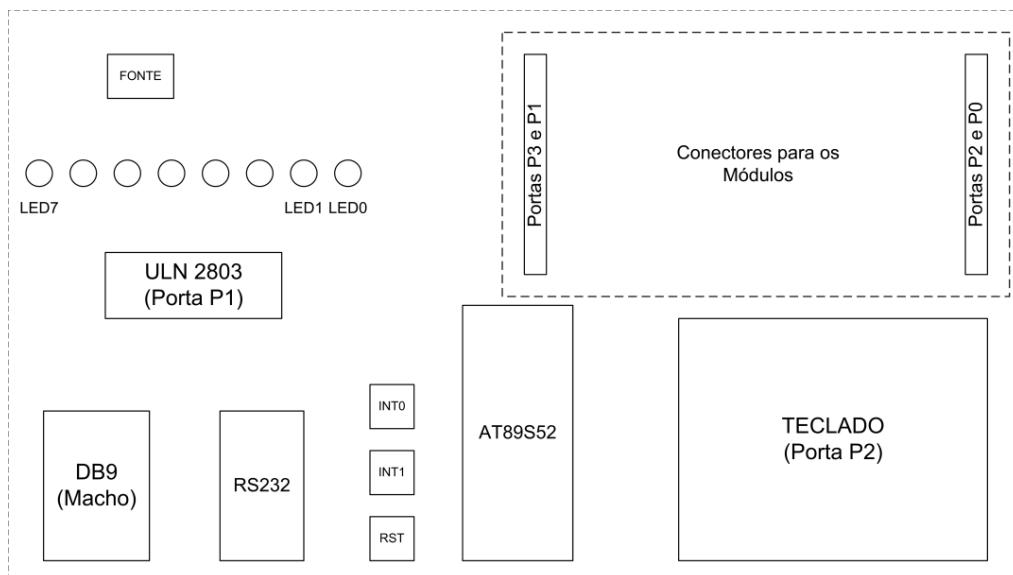 FONTE
Portas P3 e P1
Conectores para os
Módulos
Portas P2 e P0
LED7
LED1
LED0
ULN 2803
(Porta P1)
DB9
(Macho)
RS232
INT0
INT1
RST
AT89S52
TECLADO
(Porta P2)